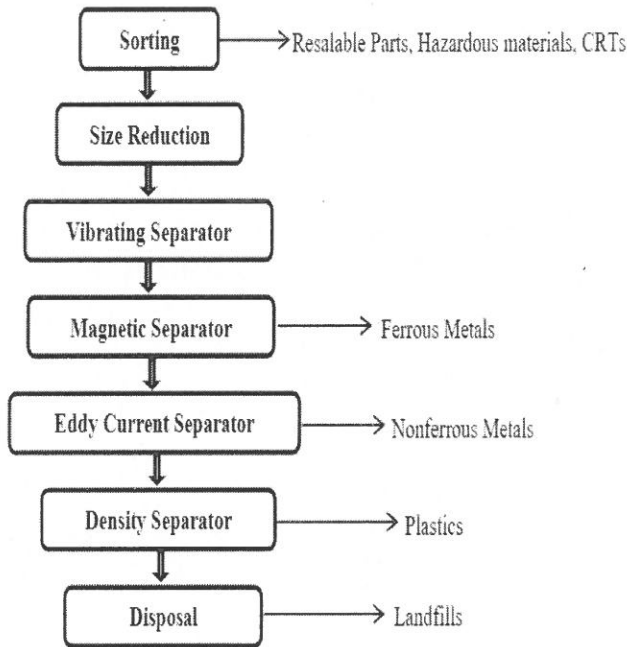 Sorting
Resalable Parts, Hazardous materials, CRTs
Size Reduction
Vibrating Separator
Magnetic Separator
Ferrous Metals
Eddy Current Separator
Nonferrous Metals
Density Separator
Plastics
Disposal
Landfills